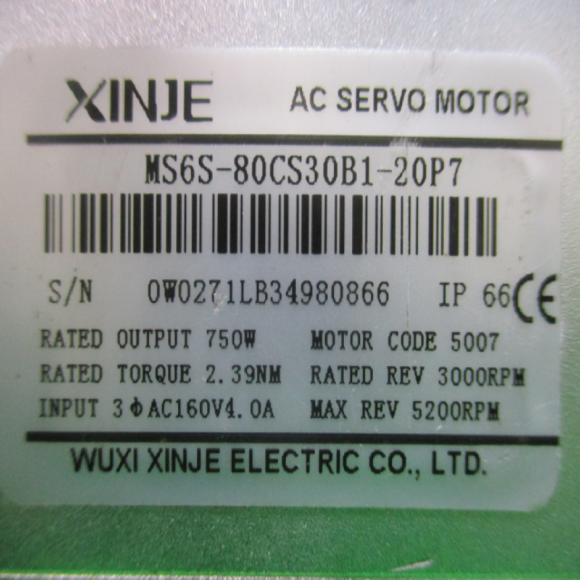 XINJE AC SERVO MOTOR
MS6S-80CS30B1-20P7
S/N 0W0271LB34980866 IP 66 CE
RATED OUTPUT 750W MOTOR CODE 5007
RATED TORQUE 2.39NM RATED REV 3000RPM
INPUT 3ΦAC160V4.0A MAX REV 5200RPM
WUXI XINJE ELECTRIC CO., LTD.